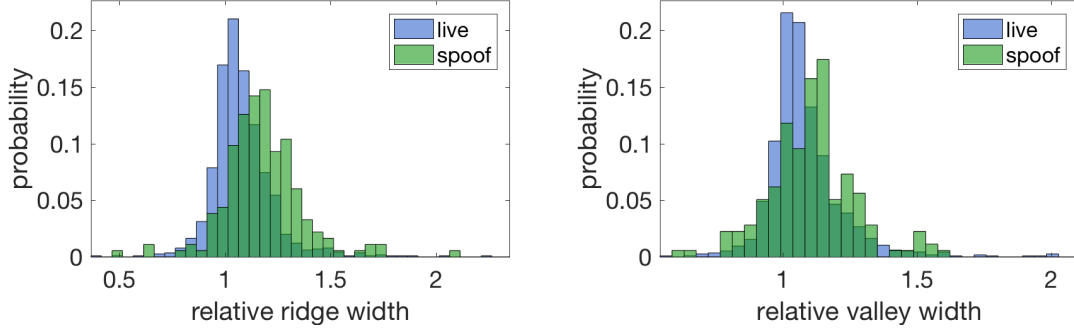 0.2
0.15
0.1
0.05
0
probability
0.5
1
1.5
2
relative ridge width
live
spoof
0.2
0.15
0.1
0.05
0
probability
1
1.5
2
relative valley width
live
spoof